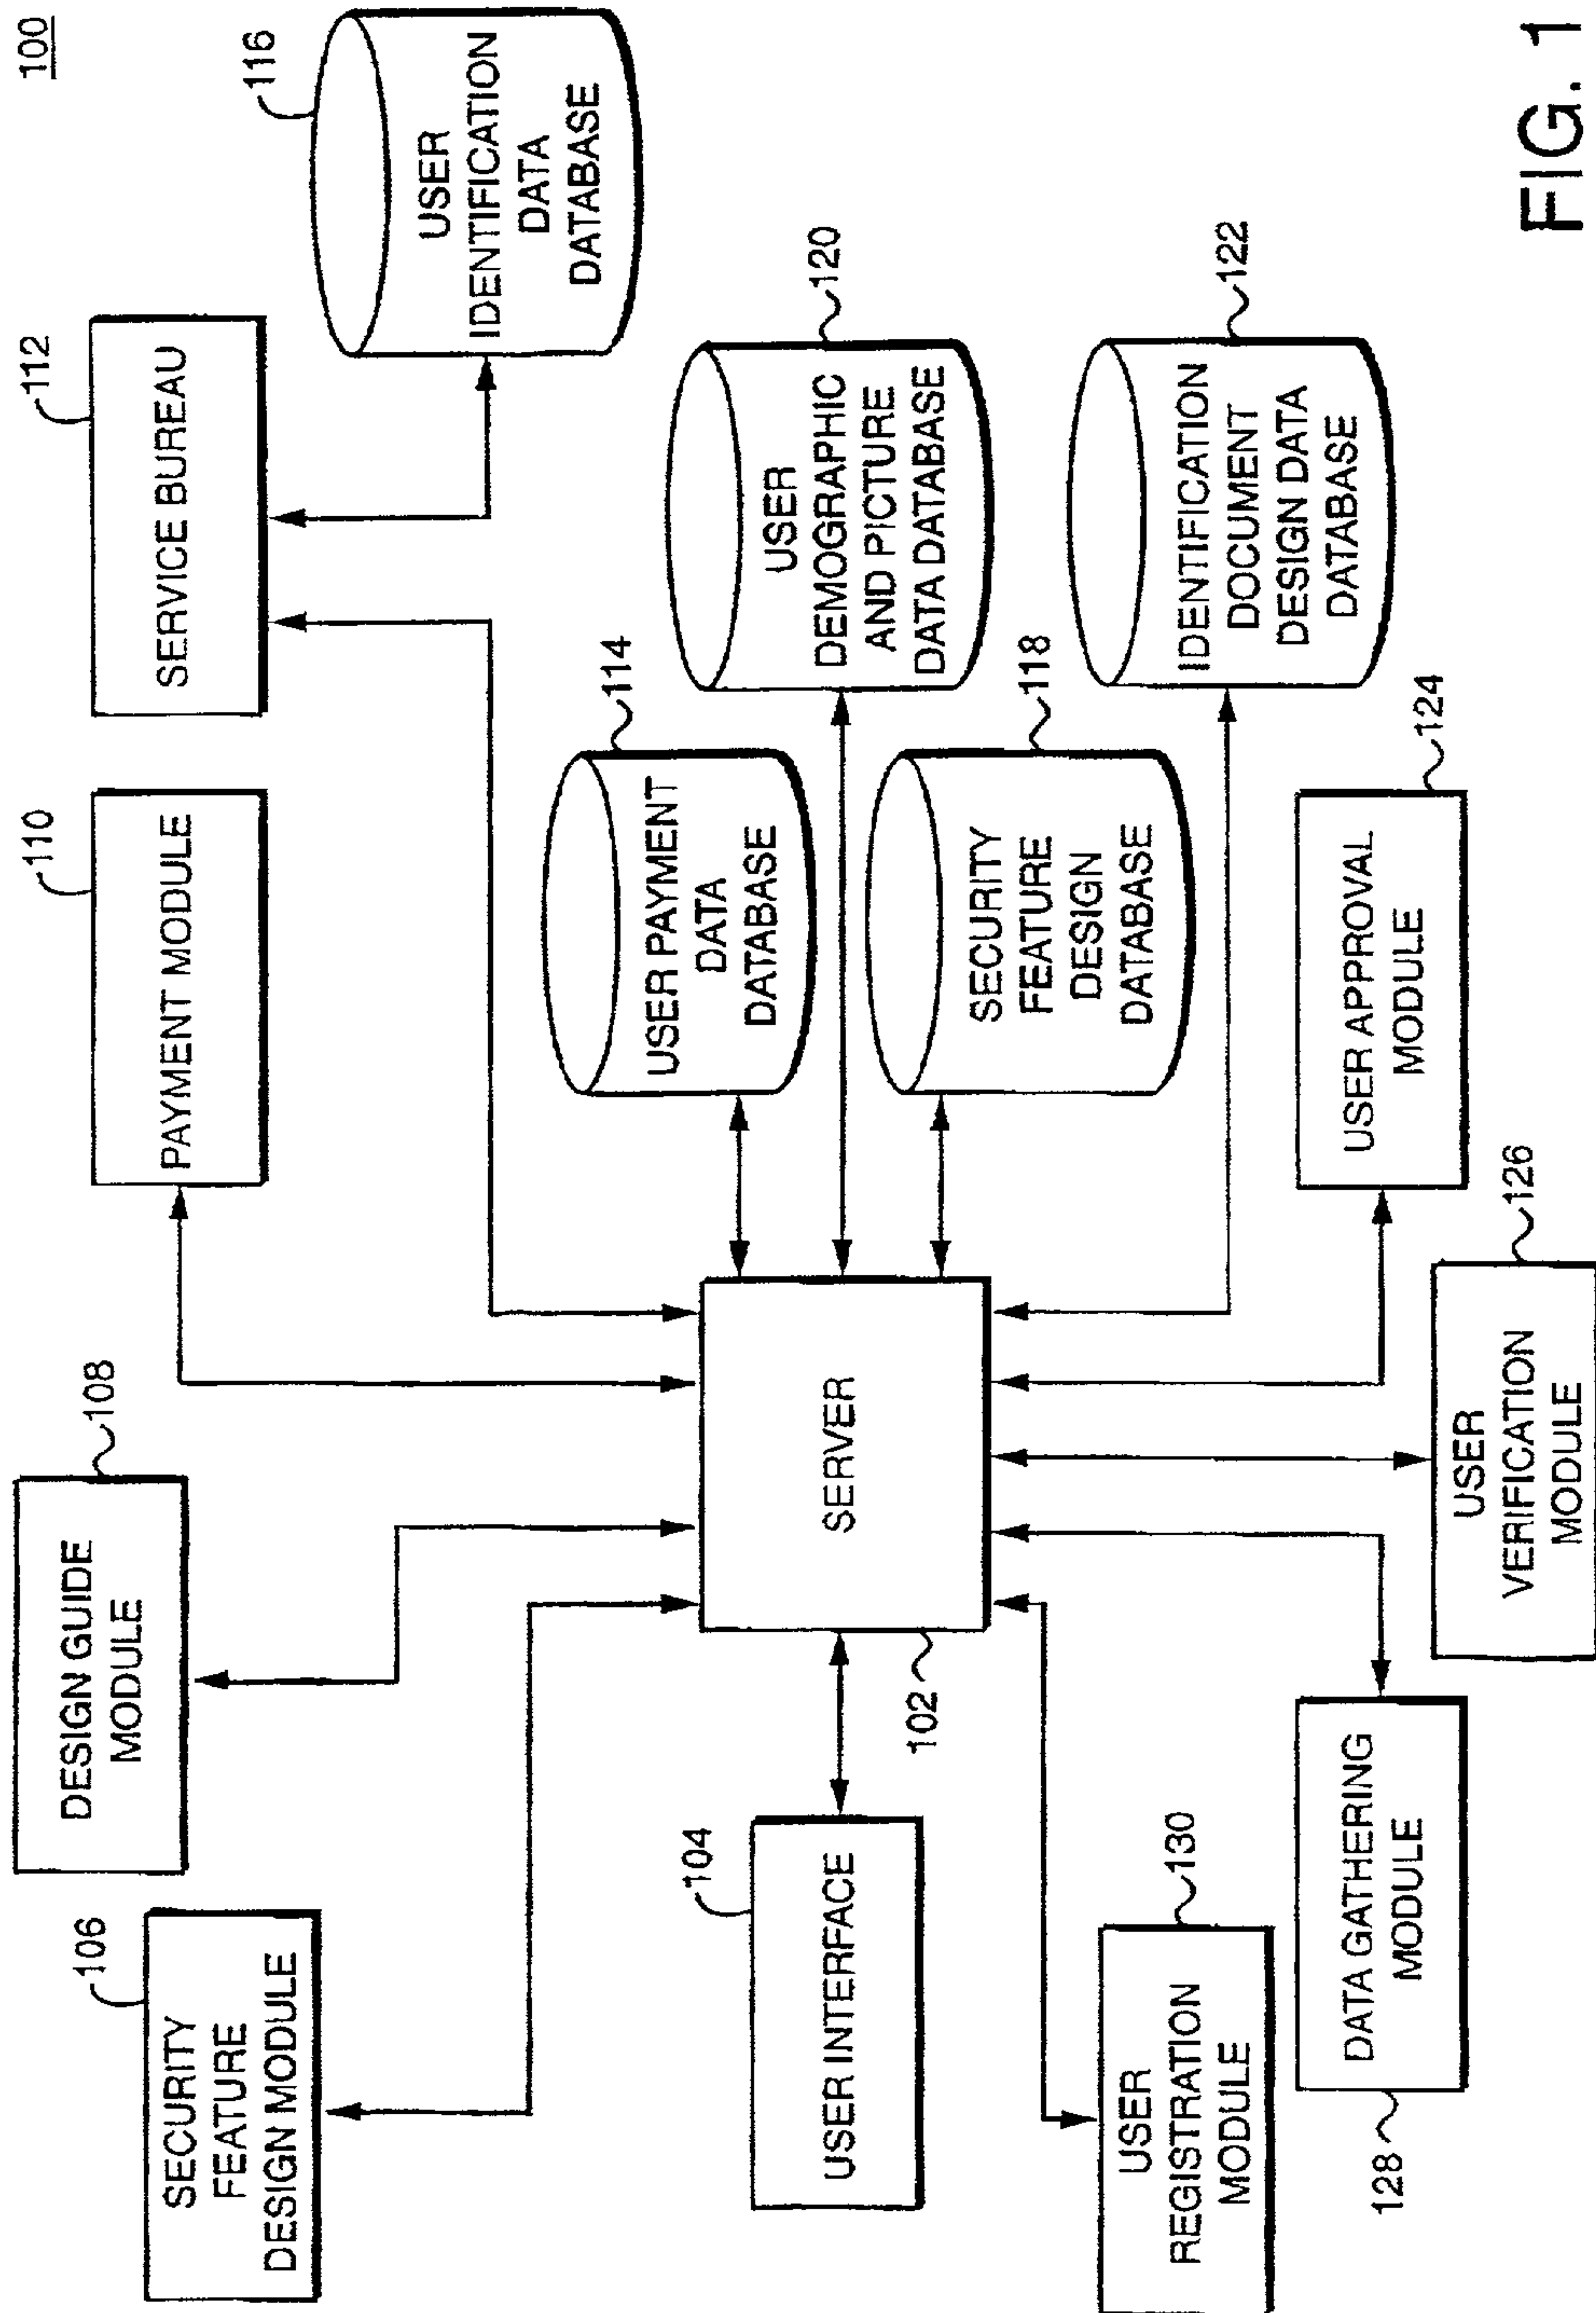 100
106
SECURITY
FEATURE
DESIGN MODULE
DESIGN GUIDE
MODULE
108
110
PAYMENT MODULE
112
SERVICE BUREAU
116
USER
IDENTIFICATION
DATA
DATABASE
104
USER INTERFACE
SERVER
102
114
USER PAYMENT
DATA
DATABASE
120
USER
DEMOGRAPHIC
AND PICTURE
DATA DATABASE
118
SECURITY
FEATURE
DESIGN
DATABASE
122
IDENTIFICATION
DOCUMENT
DESIGN DATA
DATABASE
130
USER
REGISTRATION
MODULE
128
DATA GATHERING
MODULE
126
USER
VERIFICATION
MODULE
124
USER APPROVAL
MODULE
FIG. 1